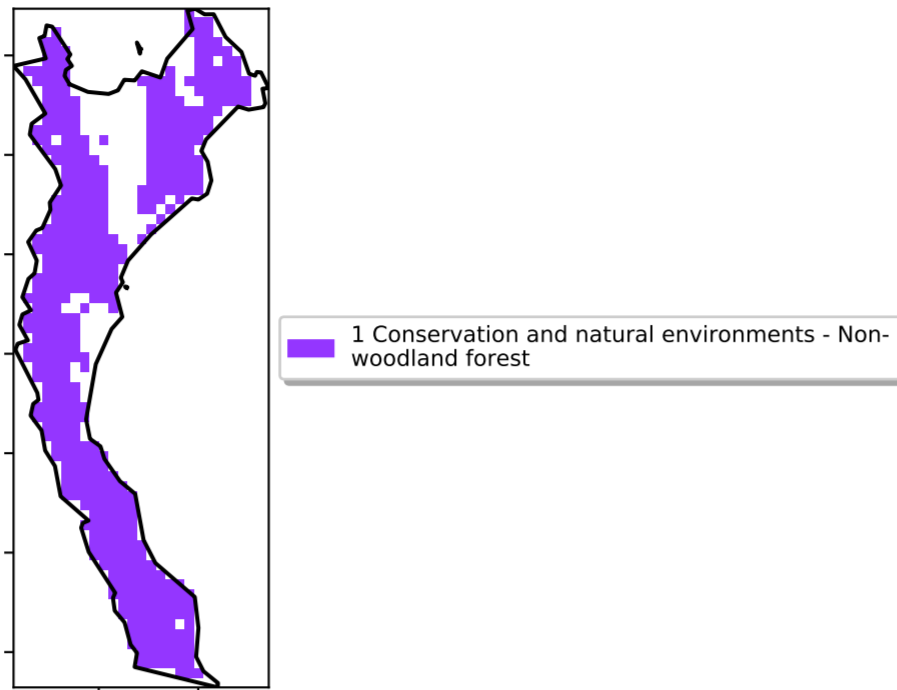 1 Conservation and natural environments - Non-
woodland forest